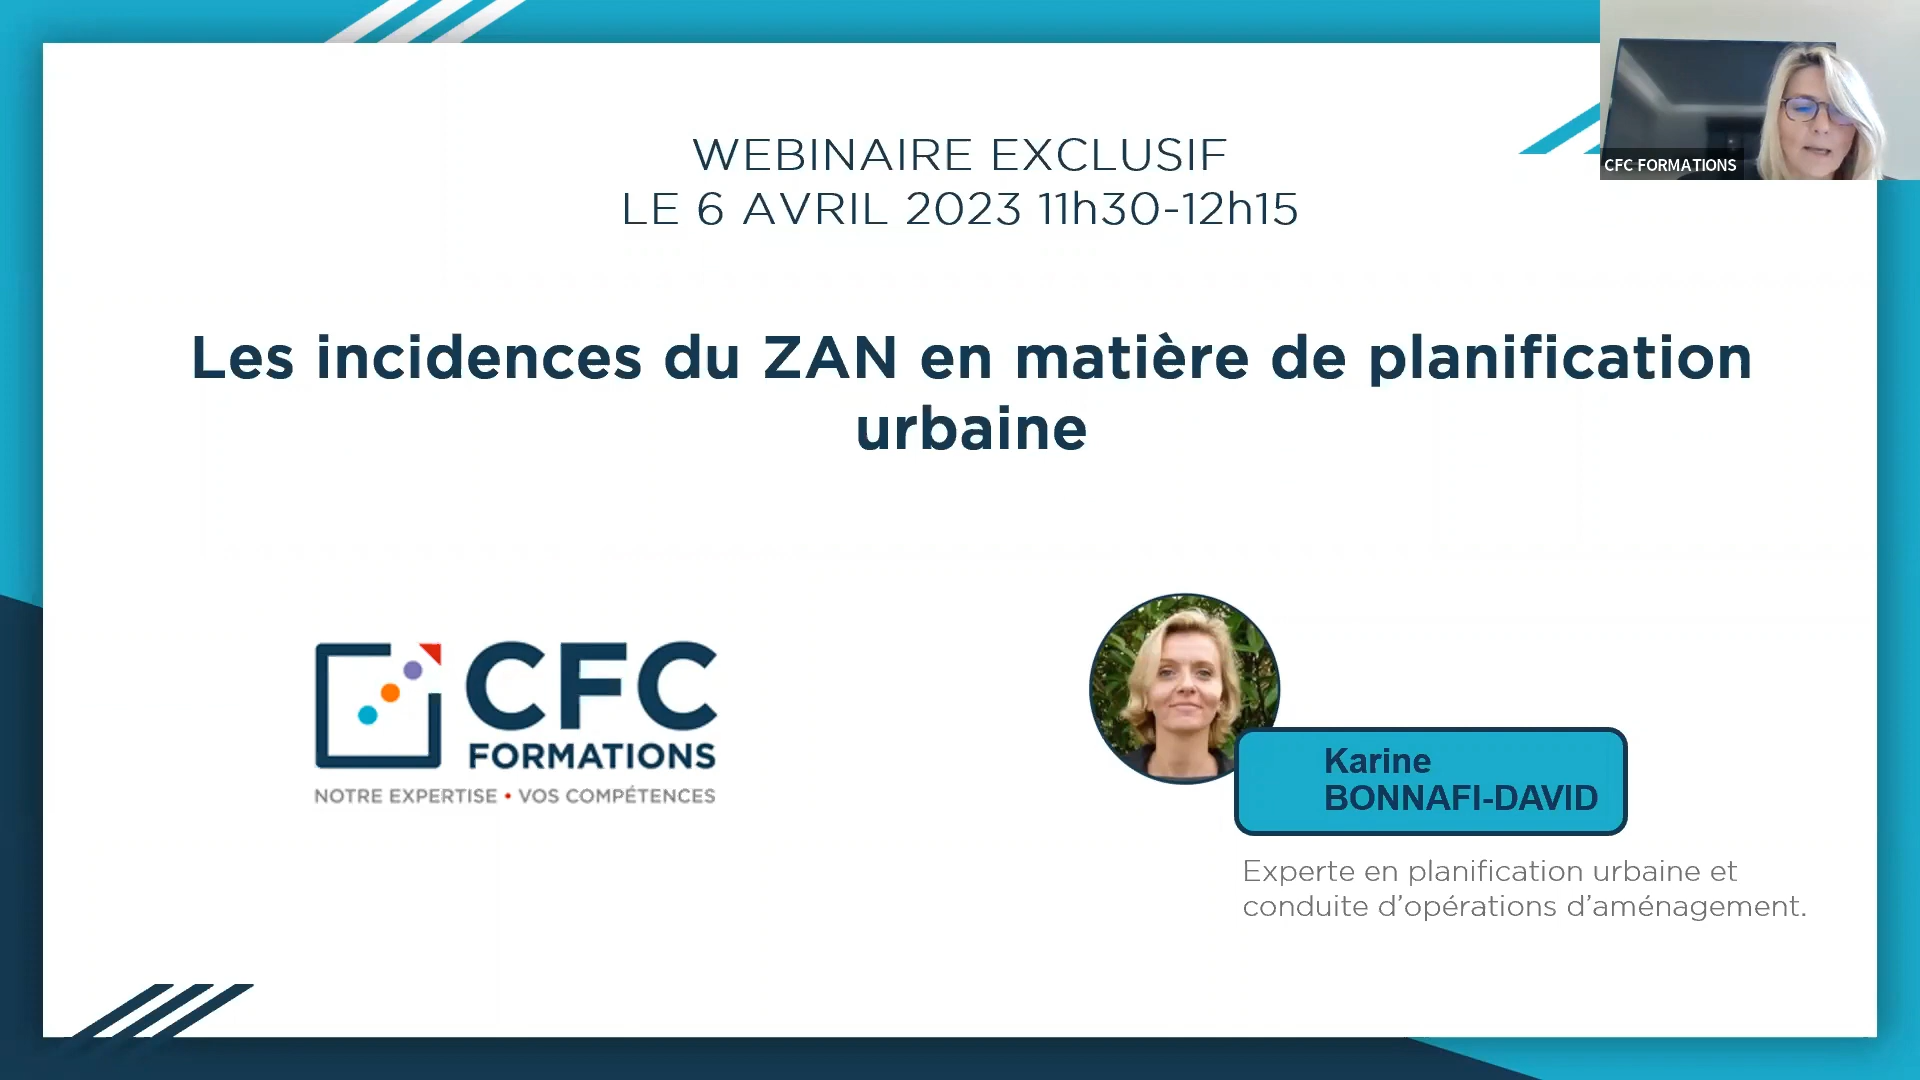 WEBINAIRE EXCLUSIF
LE 6 AVRIL 2023 11h30-12h15
CFC FORMATIONS
Les incidences du ZAN en matière de planification
urbaine
CFC
FORMATIONS
NOTRE EXPERTISE • VOS COMPÉTENCES
Karine
BONNAFI-DAVID
Experte en planification urbaine et
conduite d’opérations d’aménagement.